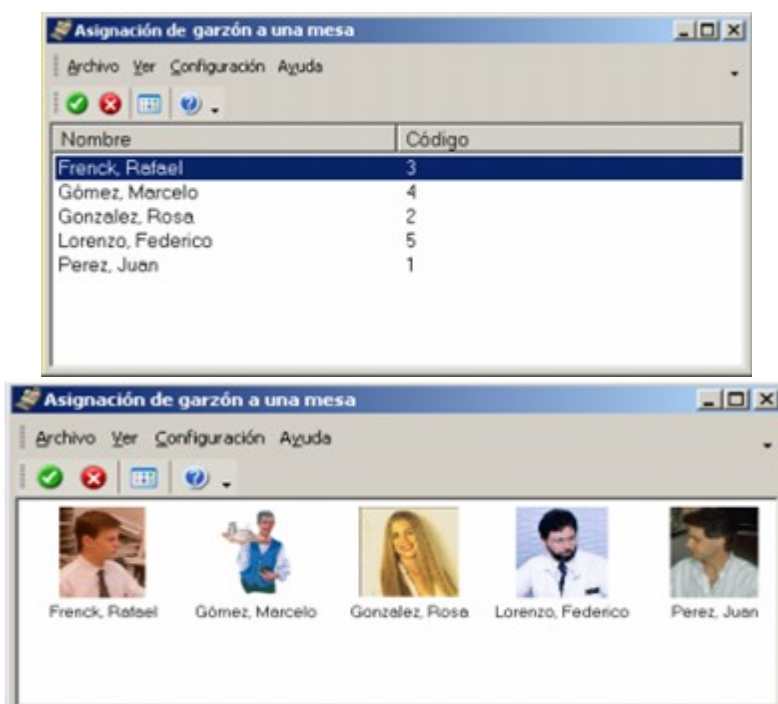 Asignación de garzón a una mesa
Archivo Ver Configuración Ayuda
Nombre Código
Frenck, Rafael 3
Gómez, Marcelo 4
Gonzalez, Rosa 2
Lorenzo, Federico 5
Perez, Juan 1
Asignación de garzón a una mesa
Archivo Ver Configuración Ayuda
Frenck, Rafael Gómez, Marcelo Gonzalez, Rosa Lorenzo, Federico Perez, Juan